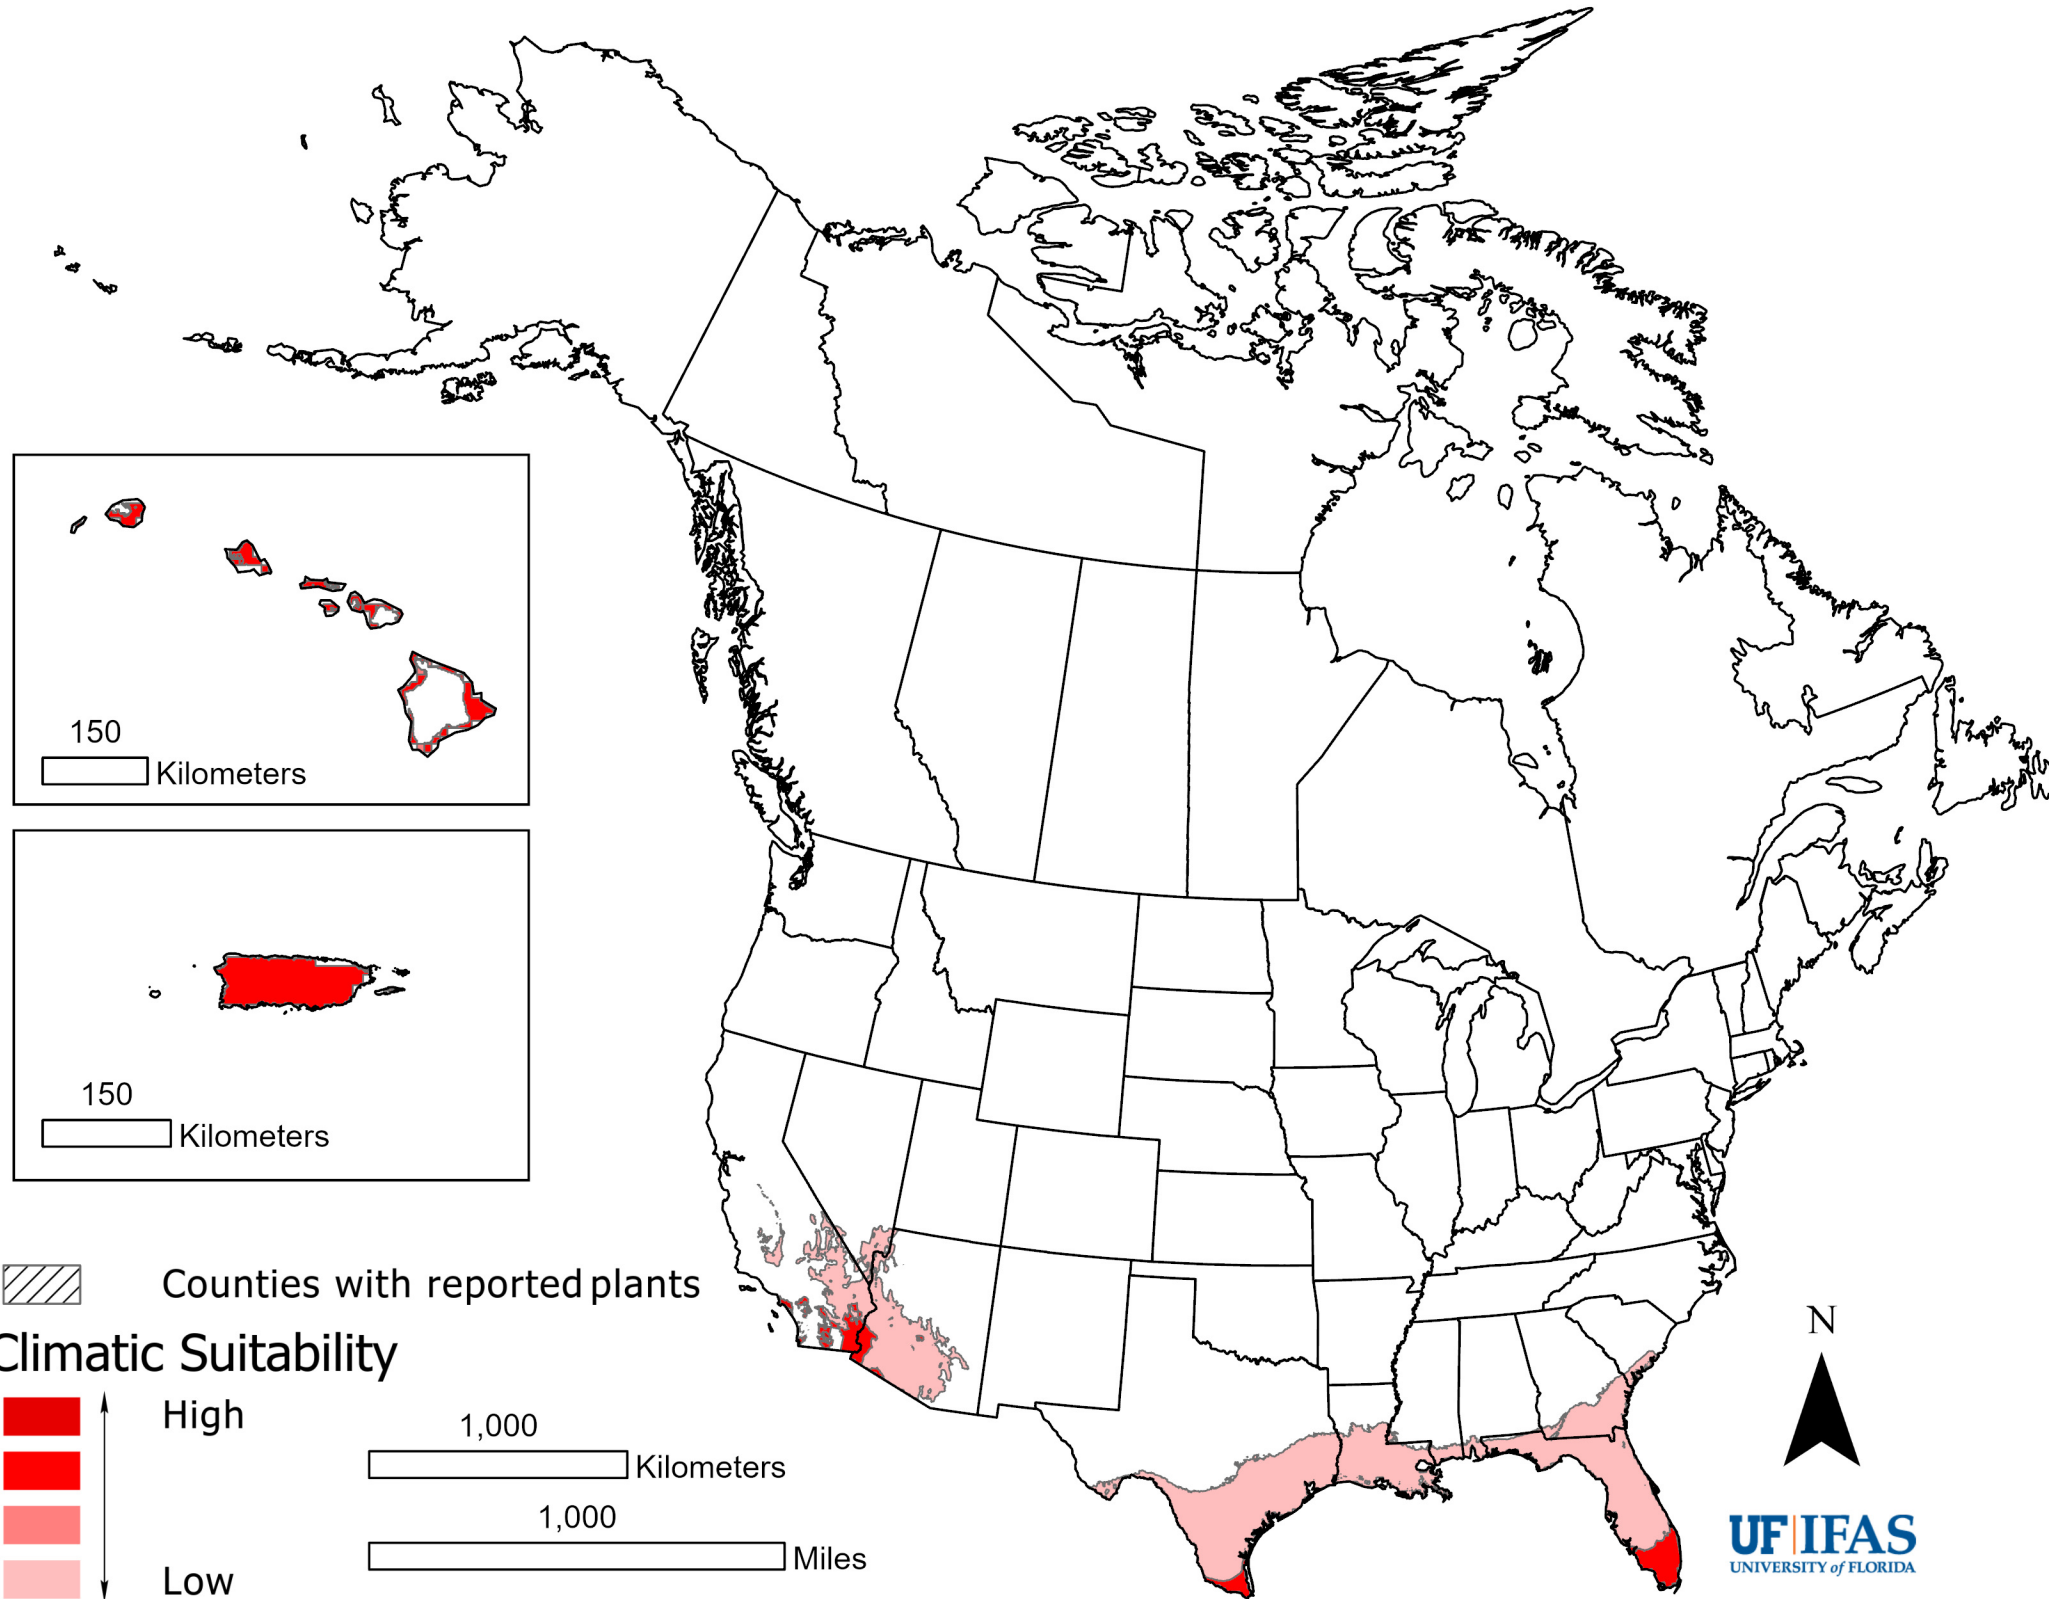 150
Kilometers
150
Kilometers
Counties with reported plants
Climatic Suitability
High
Low
1,000
Kilometers
1,000
Miles
N
UF|IFAS
UNIVERSITY of FLORIDA